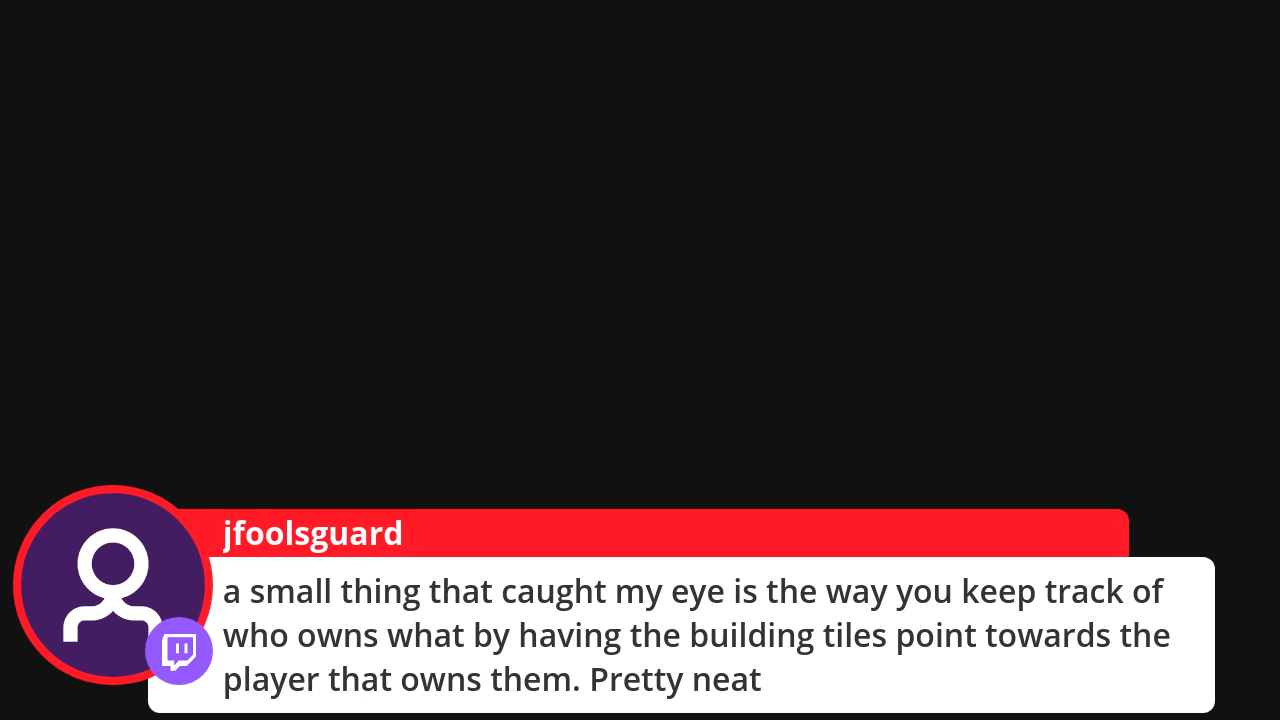 jfoolsguard
a small thing that caught my eye is the way you keep track of
who owns what by having the building tiles point towards the
player that owns them. Pretty neat